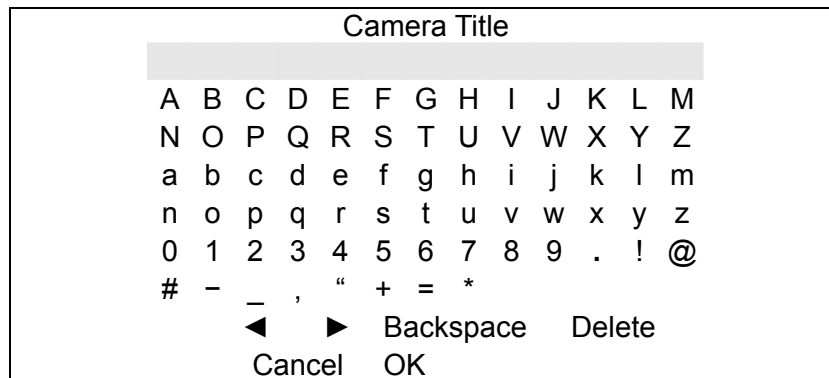 Camera Title
A B C D E F G H I J K L M
N O P Q R S T U V W X Y Z
a b c d e f g h i j k l m
n o p q r s t u v w x y z
0 1 2 3 4 5 6 7 8 9 . ! @
# − _ , “ + = *
◄ ► Backspace Delete
Cancel OK